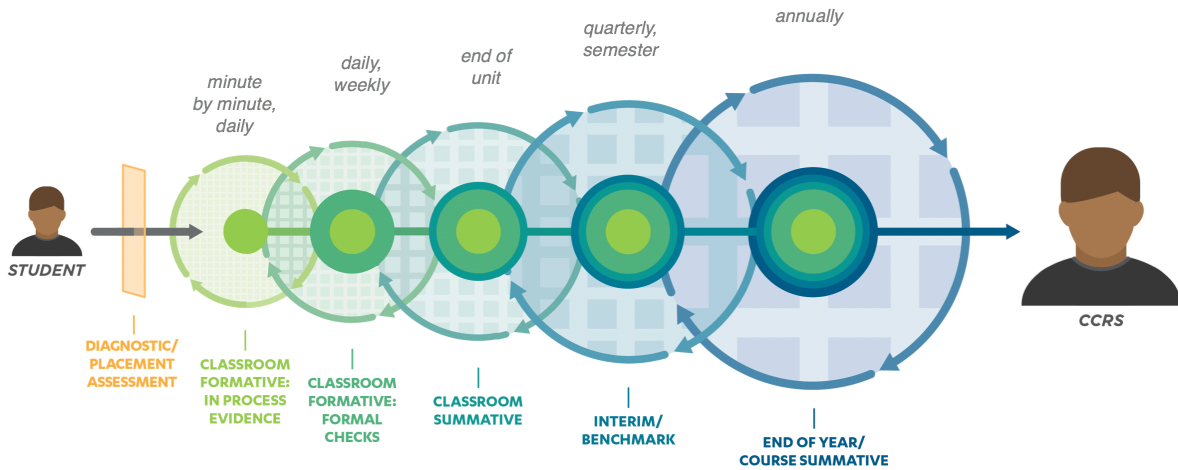 minute
by minute,
daily
daily,
weekly
end of
unit
quarterly,
semester
annually
STUDENT
CCRS
DIAGNOSTIC/
PLACEMENT
ASSESSMENT
CLASSROOM
FORMATIVE:
IN PROCESS
EVIDENCE
CLASSROOM
FORMATIVE:
FORMAL
CHECKS
CLASSROOM
SUMMATIVE
INTERIM/
BENCHMARK
END OF YEAR/
COURSE SUMMATIVE